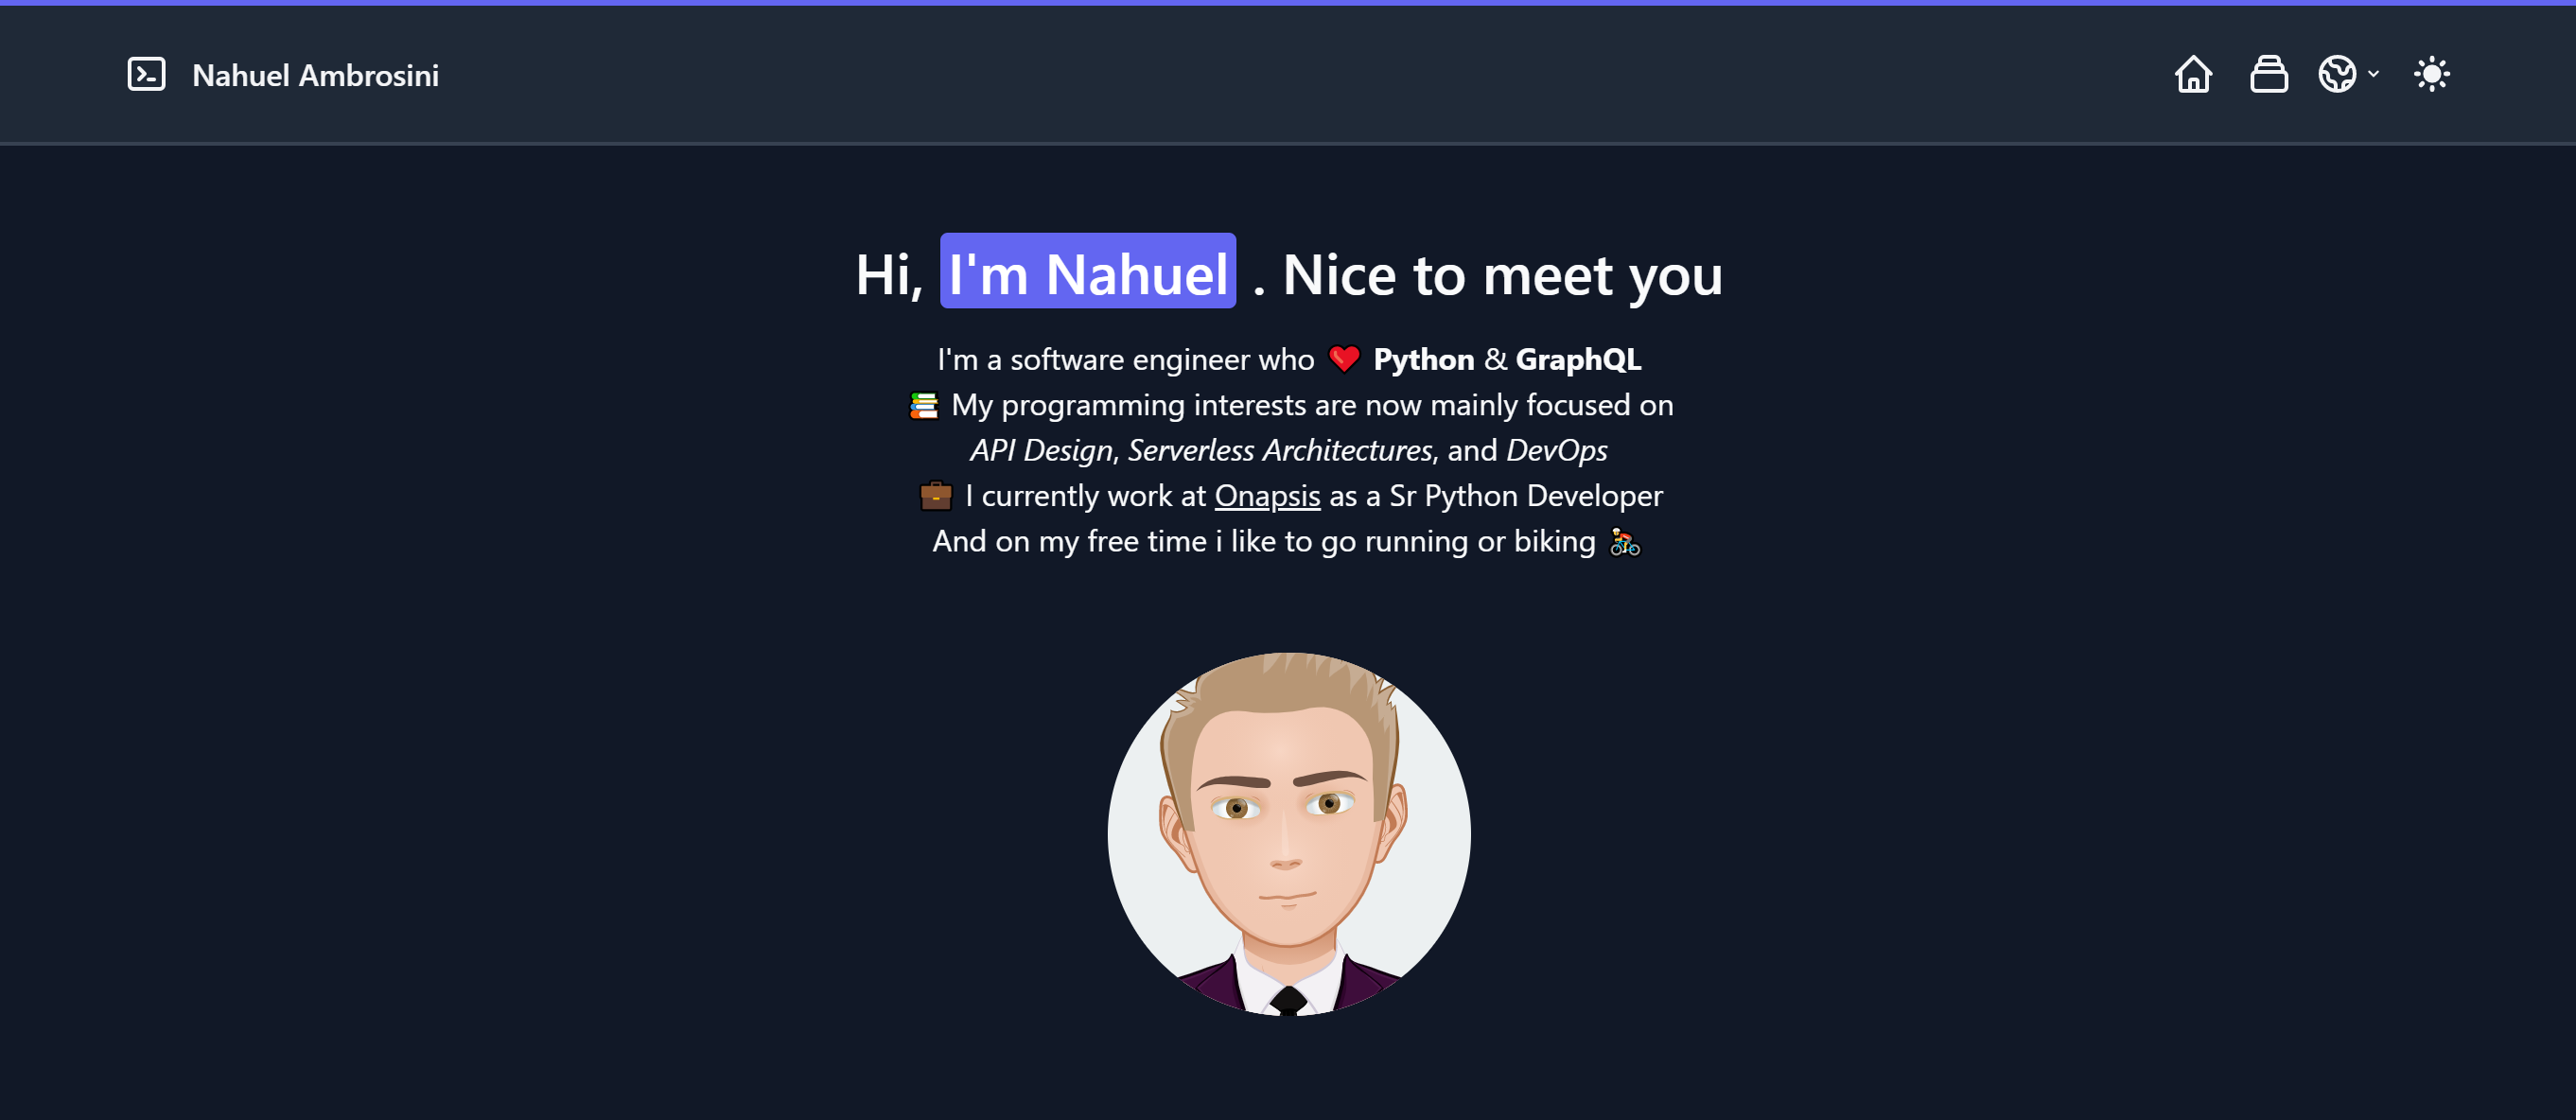 Nahuel Ambrosini
Hi, I'm Nahuel . Nice to meet you
I'm a software engineer who ❤️ Python & GraphQL
📚 My programming interests are now mainly focused on
API Design, Serverless Architectures, and DevOps
💼 I currently work at Onapsis as a Sr Python Developer
And on my free time i like to go running or biking 🚴